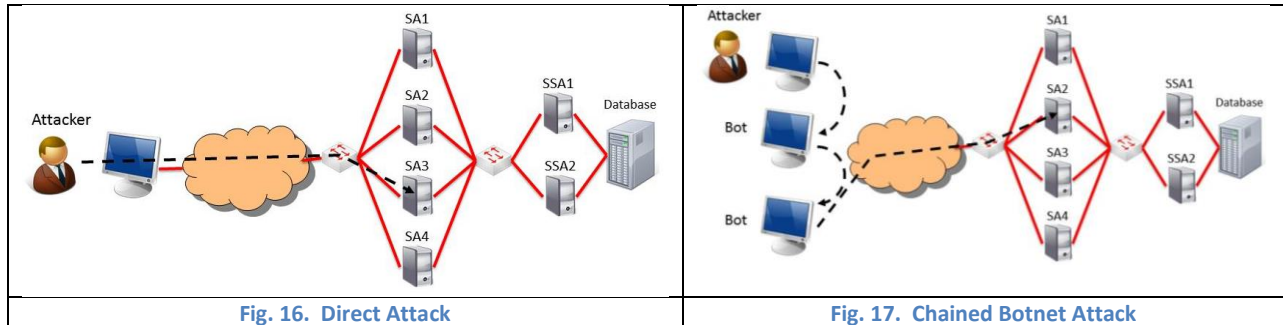 Attacker
SA1
SA2
SA3
SA4
SSA1
SSA2
Database
Fig. 16. Direct Attack
Attacker
Bot
Bot
SA1
SA2
SA3
SA4
SSA1
SSA2
Database
Fig. 17. Chained Botnet Attack